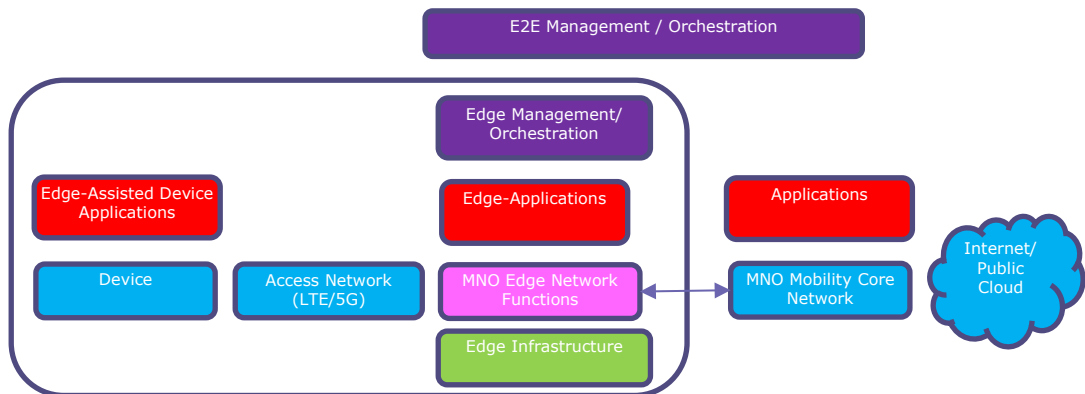 E2E Management / Orchestration
Edge Management/
Orchestration
Edge-Assisted Device
Applications
Edge-Applications
Applications
Internet/
Public
Cloud
Device
Access Network
(LTE/5G)
MNO Edge Network
Functions
MNO Mobility Core
Network
Edge Infrastructure